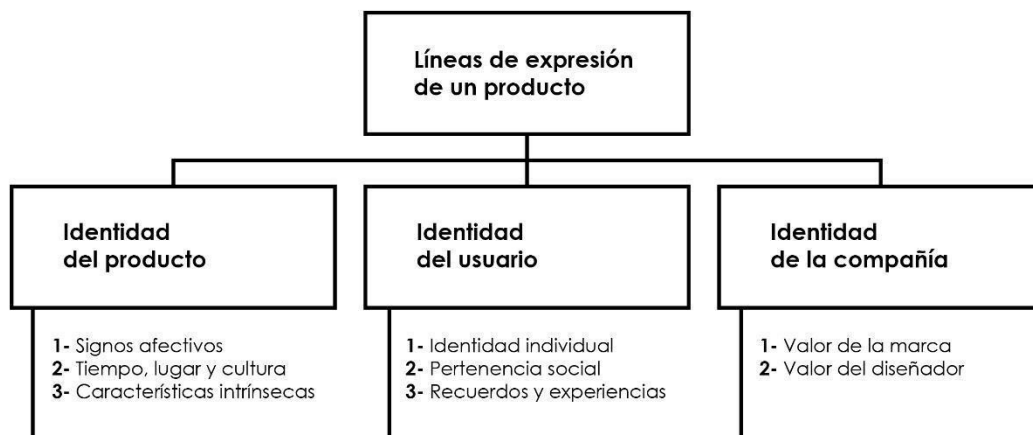 Líneas de expresión
de un producto
Identidad
del producto
Identidad
del usuario
Identidad
de la compañía
1- Signos afectivos
2- Tiempo, lugar y cultura
3- Características intrínsecas
1- Identidad individual
2- Pertenencia social
3- Recuerdos y experiencias
1- Valor de la marca
2- Valor del diseñador